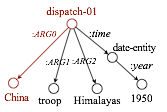 dispatch-01
:ARG0
:ARG1
:ARG2
:time
date-entity
:year
China
troop
Himalayas
1950